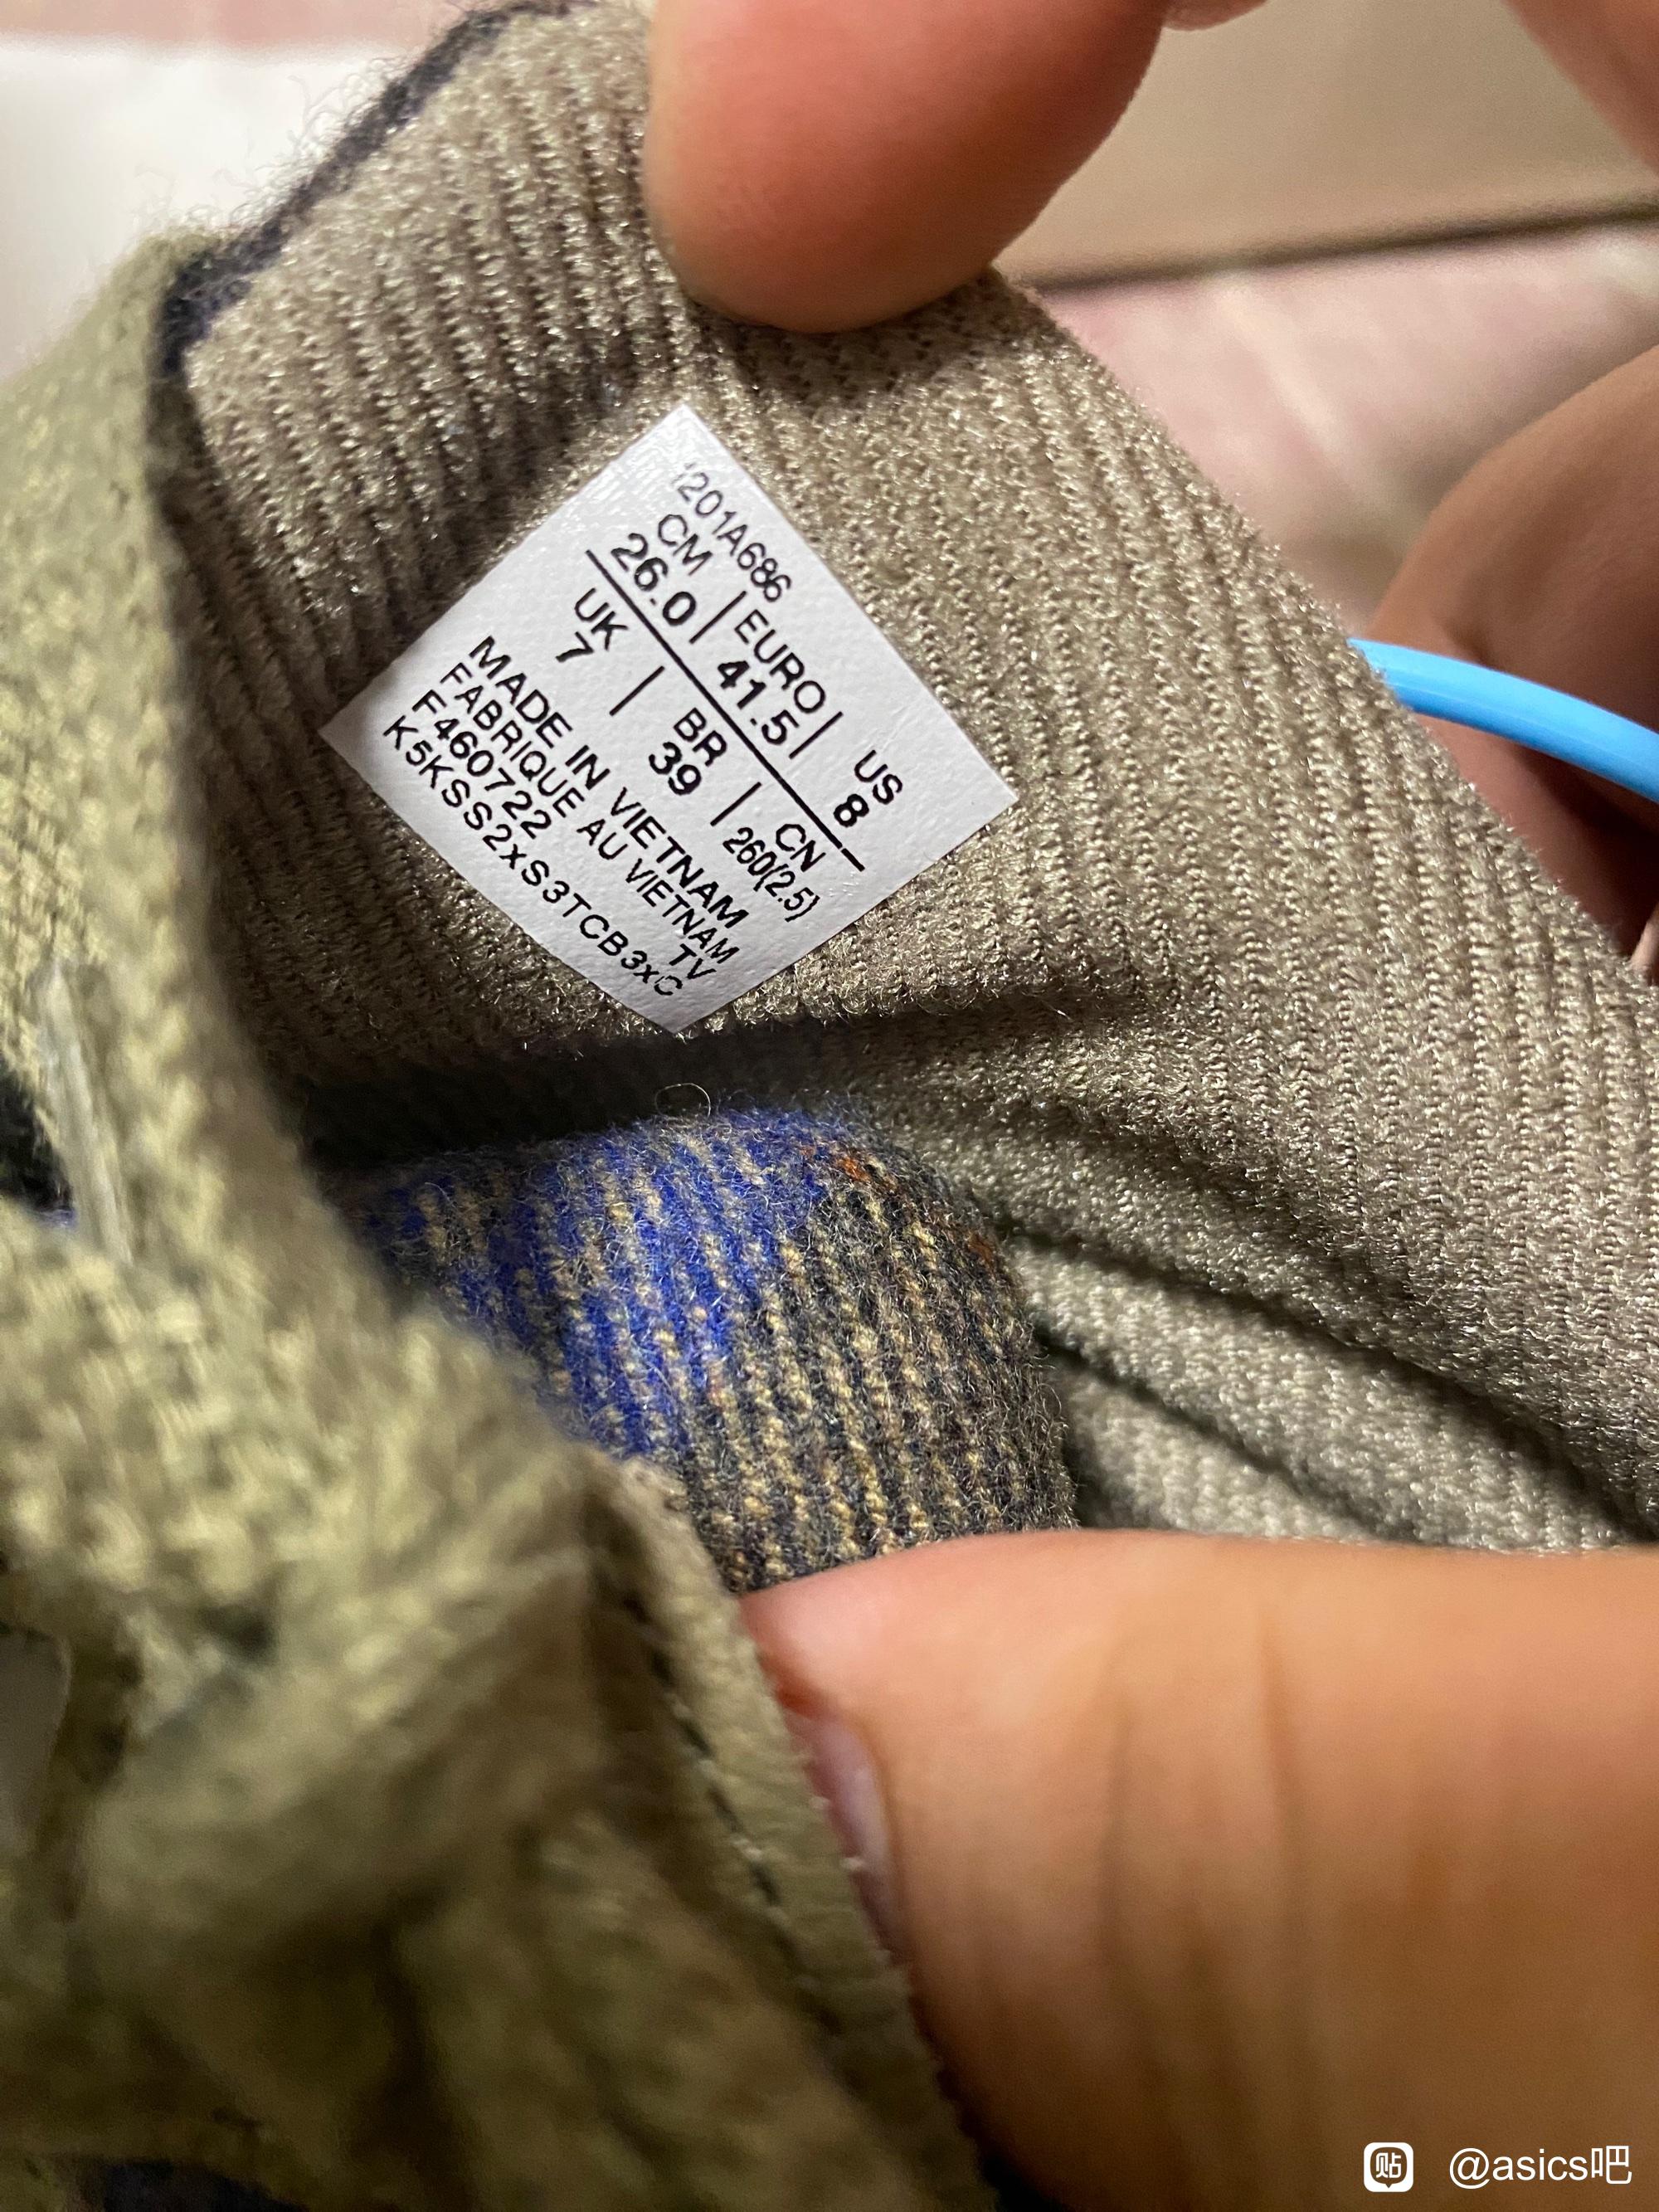 1201A686
CM | EURO | US
26.0 | 41.5 | 8
UK | BR | CN
7 | 39 | 260(2.5)
MADE IN VIETNAM
FABRIQUE AU VIETNAM
F460722 TV
K5KSS2xS3TCB3xC
贴 @asics吧